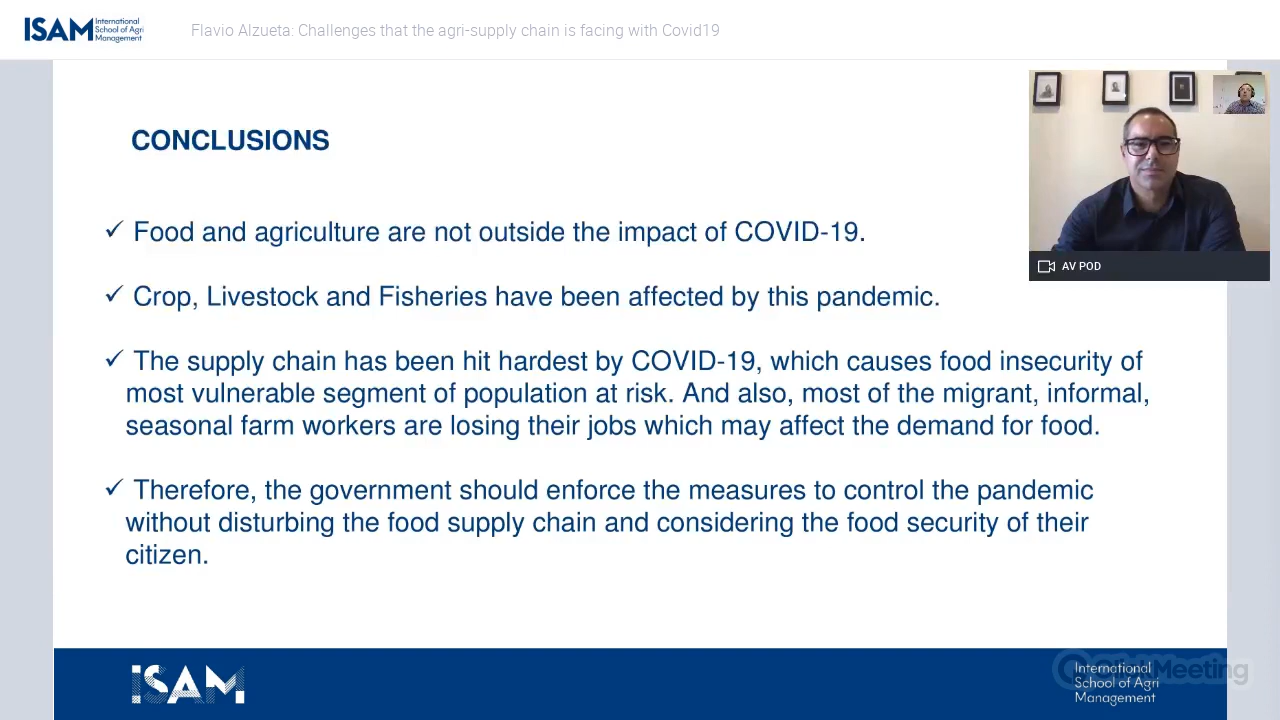 ISAM International
School of Agri
Management
Flavio Alzueta: Challenges that the agri-supply chain is facing with Covid19
CONCLUSIONS
✓ Food and agriculture are not outside the impact of COVID-19.
✓ Crop, Livestock and Fisheries have been affected by this pandemic.
✓ The supply chain has been hit hardest by COVID-19, which causes food insecurity of
most vulnerable segment of population at risk. And also, most of the migrant, informal,
seasonal farm workers are losing their jobs which may affect the demand for food.
✓ Therefore, the government should enforce the measures to control the pandemic
without disturbing the food supply chain and considering the food security of their
citizen.
AV POD
iSAM
International
School of Agri
Management
ClickMeeting